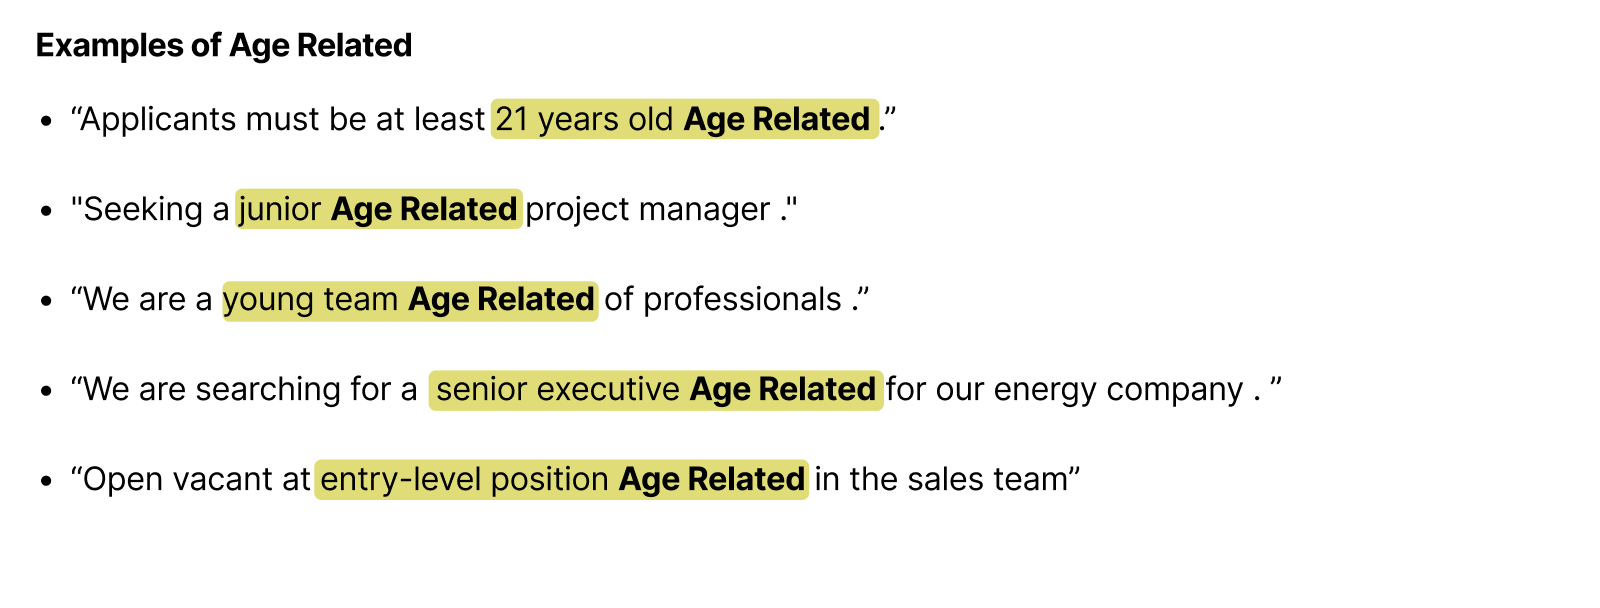 Examples of Age Related
• “Applicants must be at least 21 years old Age Related .”
• "Seeking a junior Age Related project manager ."
• “We are a young team Age Related of professionals .”
• “We are searching for a senior executive Age Related for our energy company . ”
• “Open vacant at entry-level position Age Related in the sales team”